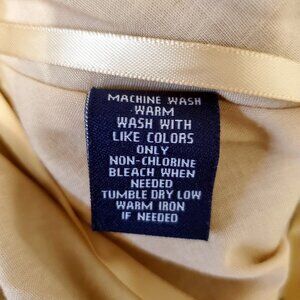 MACHINE WASH
WARM
WASH WITH
LIKE COLORS
ONLY
NON-CHLORINE
BLEACH WHEN
NEEDED
TUMBLE DRY LOW
WARM IRON
IF NEEDED